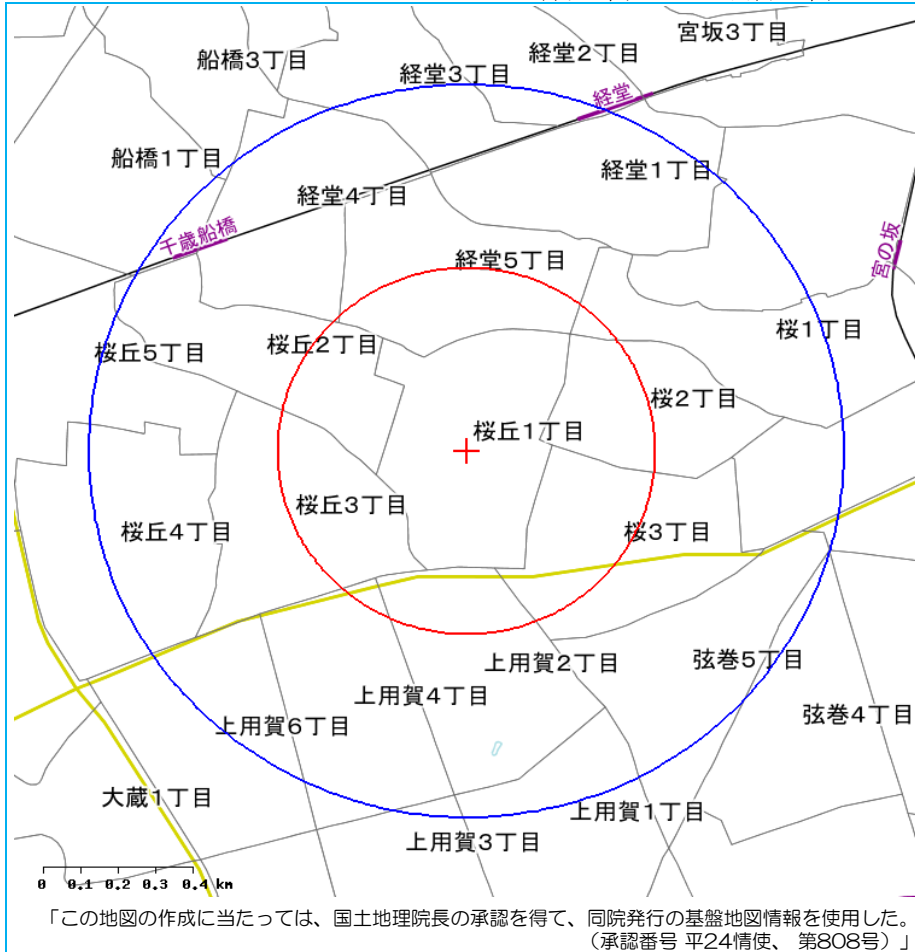 宮坂3丁目
経堂2丁目
船橋3丁目
経堂3丁目
経堂
船橋1丁目
経堂1丁目
経堂4丁目
千歳船橋
宮の坂
経堂5丁目
桜1丁目
桜丘2丁目
桜丘5丁目
桜2丁目
桜丘1丁目
桜丘3丁目
桜丘4丁目
桜3丁目
上用賀2丁目
弦巻5丁目
上用賀4丁目
弦巻4丁目
上用賀6丁目
大蔵1丁目
上用賀1丁目
上用賀3丁目
0 0.1 0.2 0.3 0.4 km
「この地図の作成に当たっては、国土地理院長の承認を得て、同院発行の基盤地図情報を使用した。
（承認番号 平24情使、 第808号）」